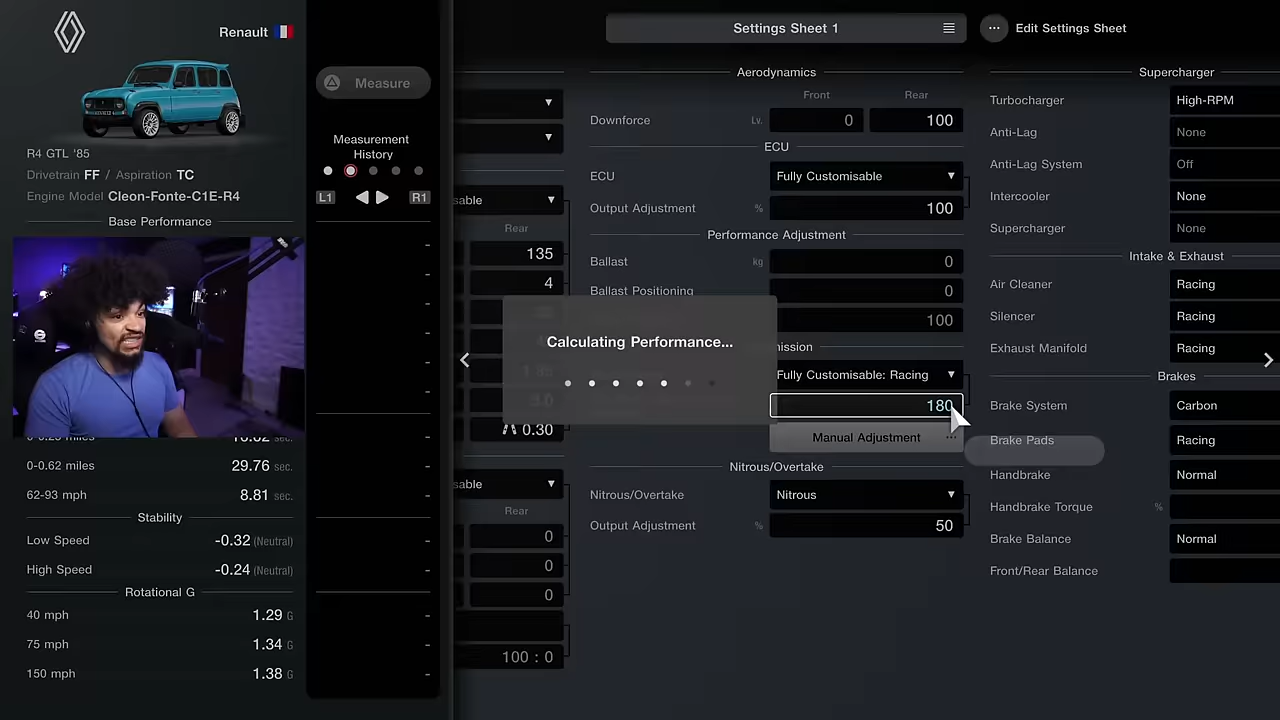 Renault
R4 GTL '85
Drivetrain FF / Aspiration TC
Engine Model Cleon-Fonte-C1E-R4
Base Performance
0-0.62 miles 29.76 sec.
62-93 mph 8.81 sec.
Stability
Low Speed -0.32 (Neutral)
High Speed -0.24 (Neutral)
Rotational G
40 mph 1.29 G
75 mph 1.34 G
150 mph 1.38 G
Measure
Measurement
History
L1 R1
Settings Sheet 1
Edit Settings Sheet
sable
Rear
135
4
3.0
0.30
sable
Rear
0
0
0
100 : 0
Aerodynamics
Front Rear
Downforce Lv. 0 100
ECU
ECU Fully Customisable
Output Adjustment % 100
Performance Adjustment
Ballast kg 0
Ballast Positioning 0
100
Calculating Performance...
mission
Fully Customisable: Racing
180
Manual Adjustment
Nitrous/Overtake
Nitrous/Overtake Nitrous
Output Adjustment % 50
Supercharger
Turbocharger High-RPM
Anti-Lag None
Anti-Lag System Off
Intercooler None
Supercharger None
Intake & Exhaust
Air Cleaner Racing
Silencer Racing
Exhaust Manifold Racing
Brakes
Brake System Carbon
Brake Pads Racing
Handbrake Normal
Handbrake Torque %
Brake Balance Normal
Front/Rear Balance